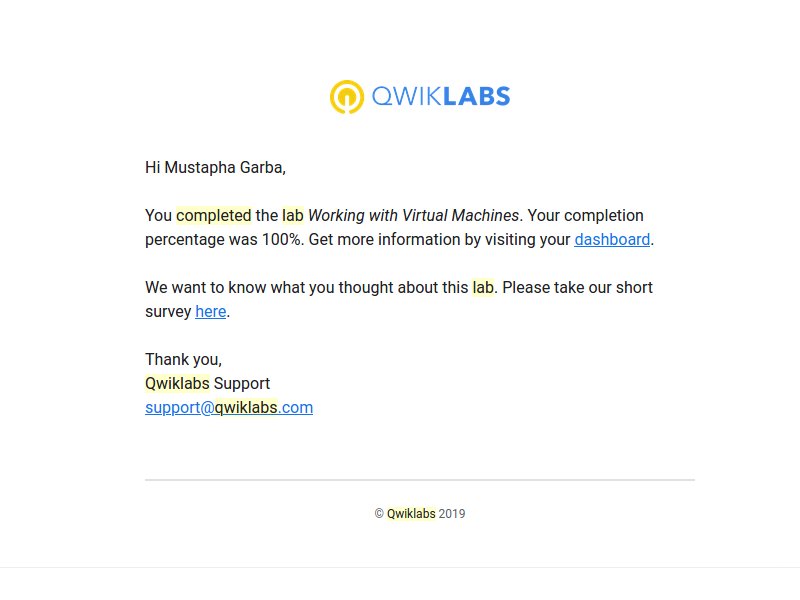 QWIKLABS
Hi Mustapha Garba,
You completed the lab Working with Virtual Machines. Your completion
percentage was 100%. Get more information by visiting your dashboard.
We want to know what you thought about this lab. Please take our short
survey here.
Thank you,
Qwiklabs Support
support@qwiklabs.com
© Qwiklabs 2019